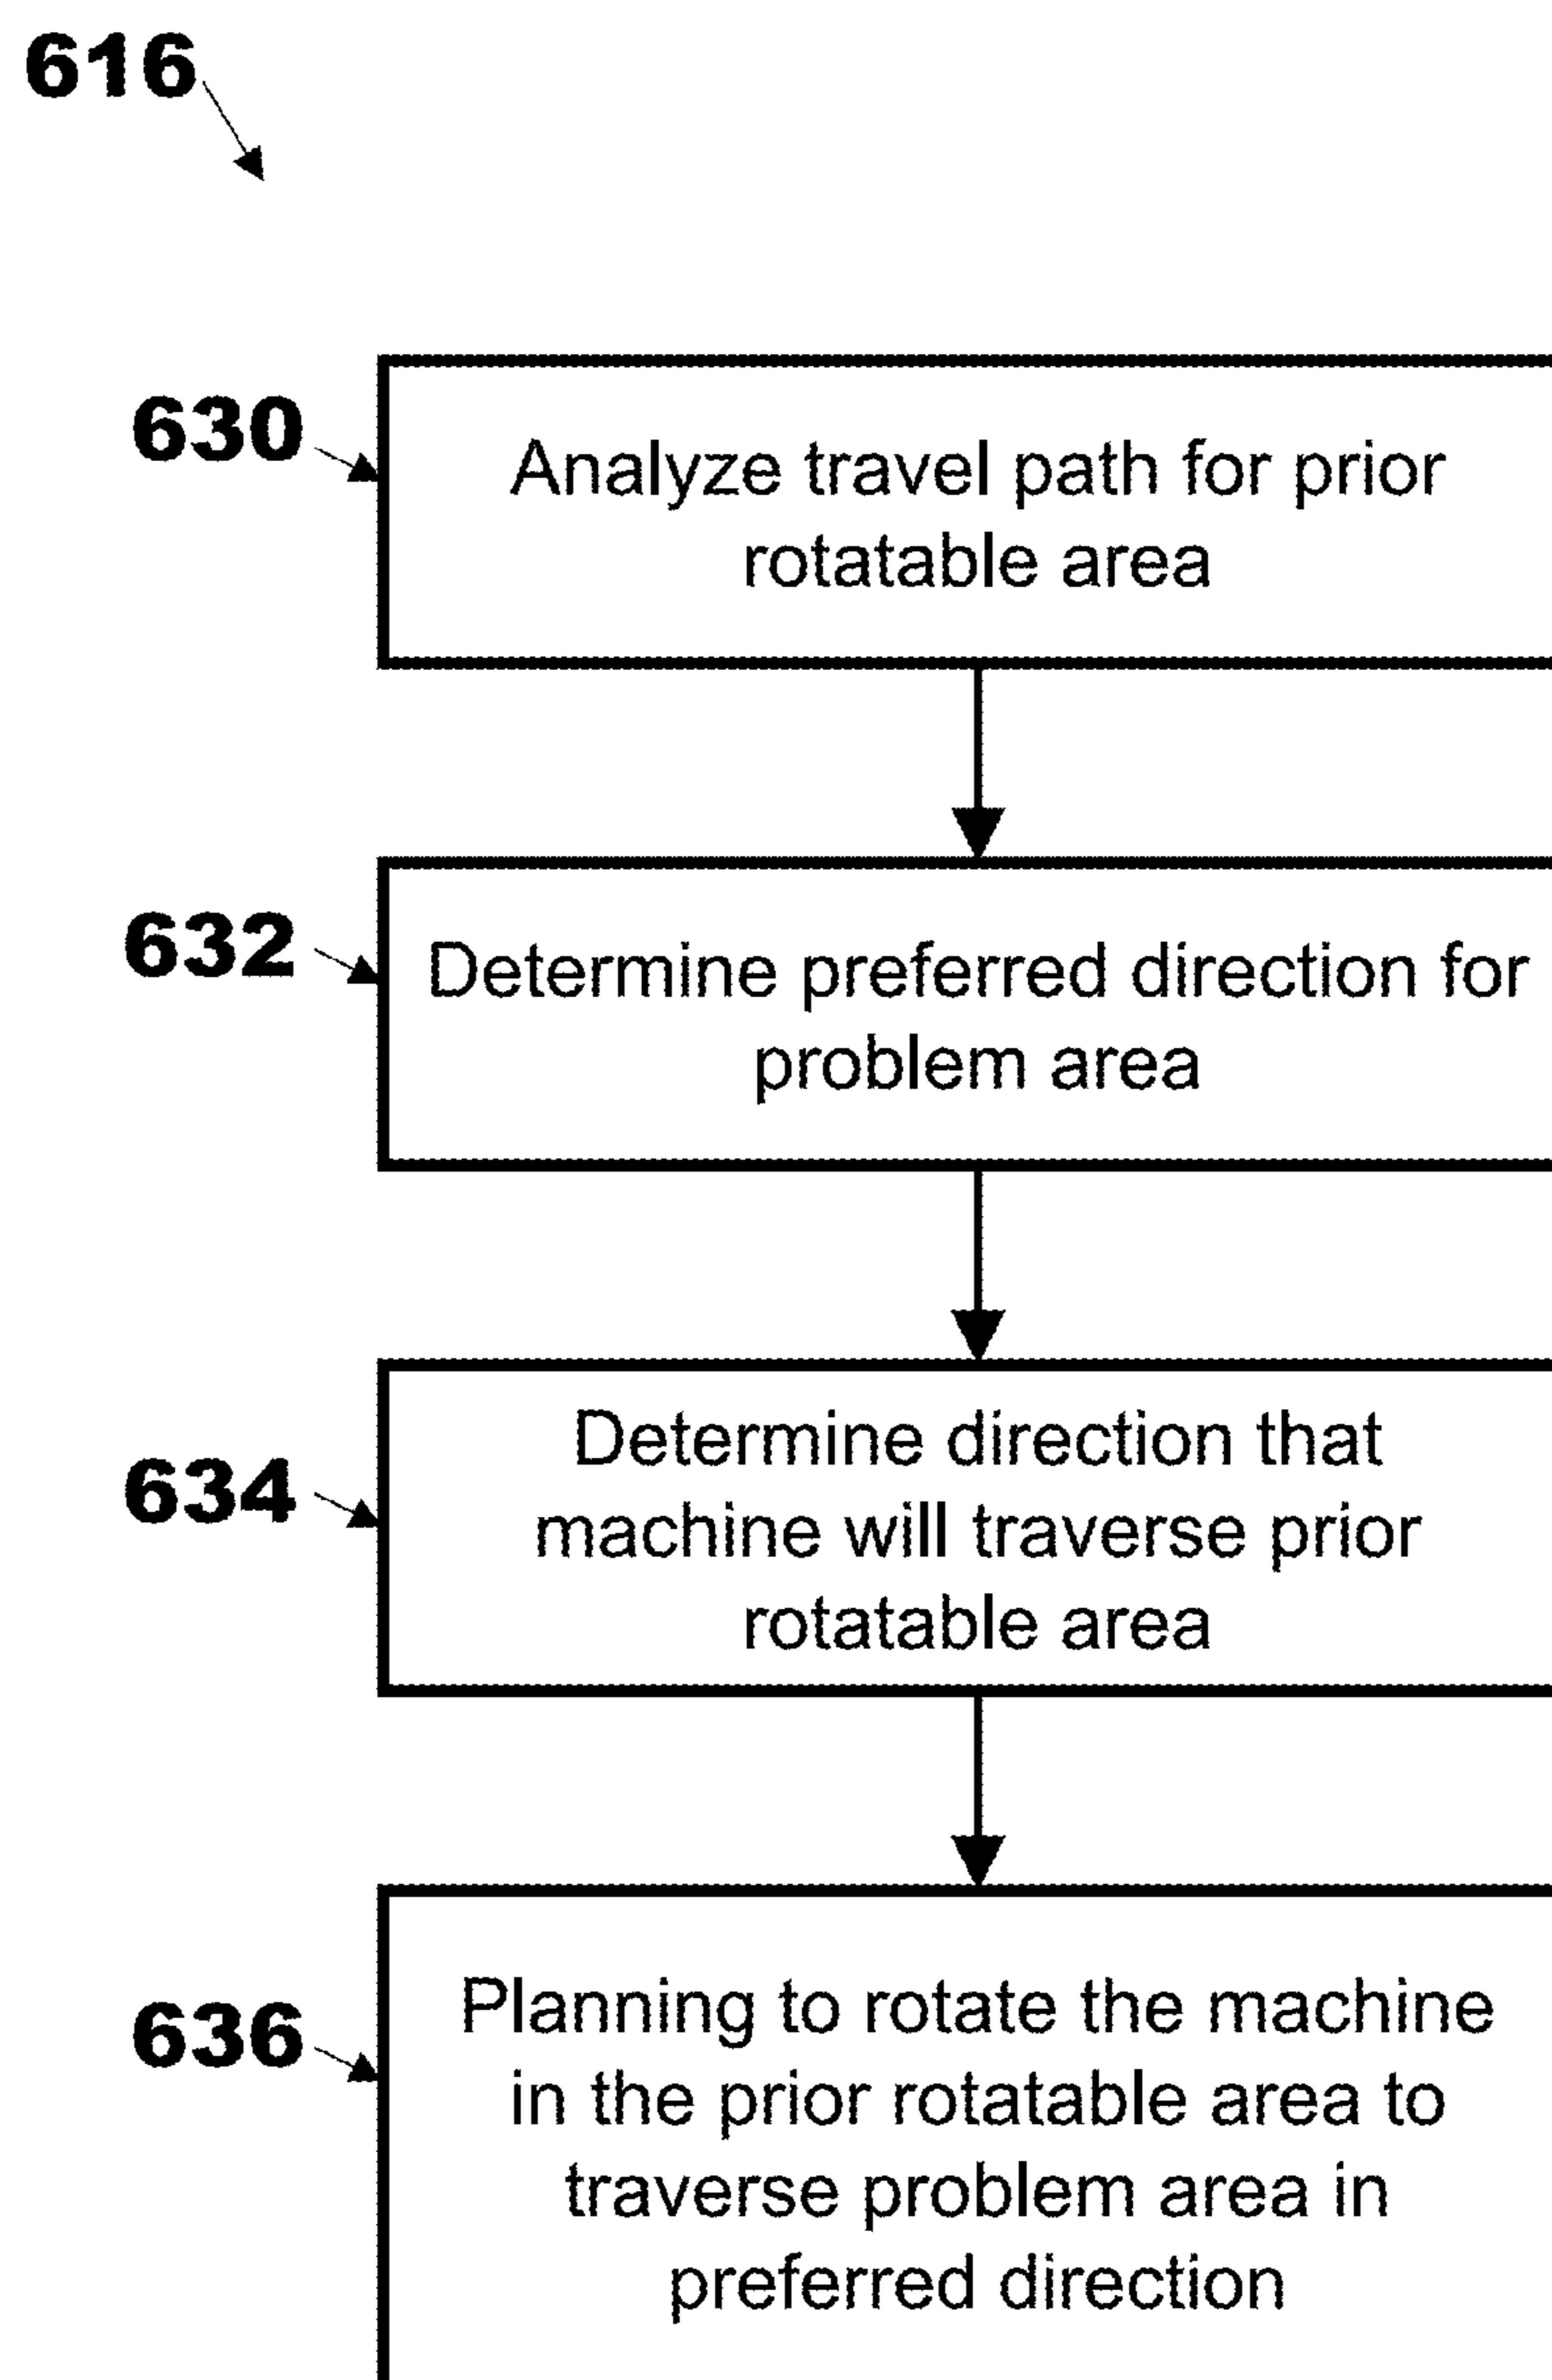 616
630
Analyze travel path for prior
rotatable area
632
Determine preferred direction for
problem area
634
Determine direction that
machine will traverse prior
rotatable area
636
Planning to rotate the machine
in the prior rotatable area to
traverse problem area in
preferred direction